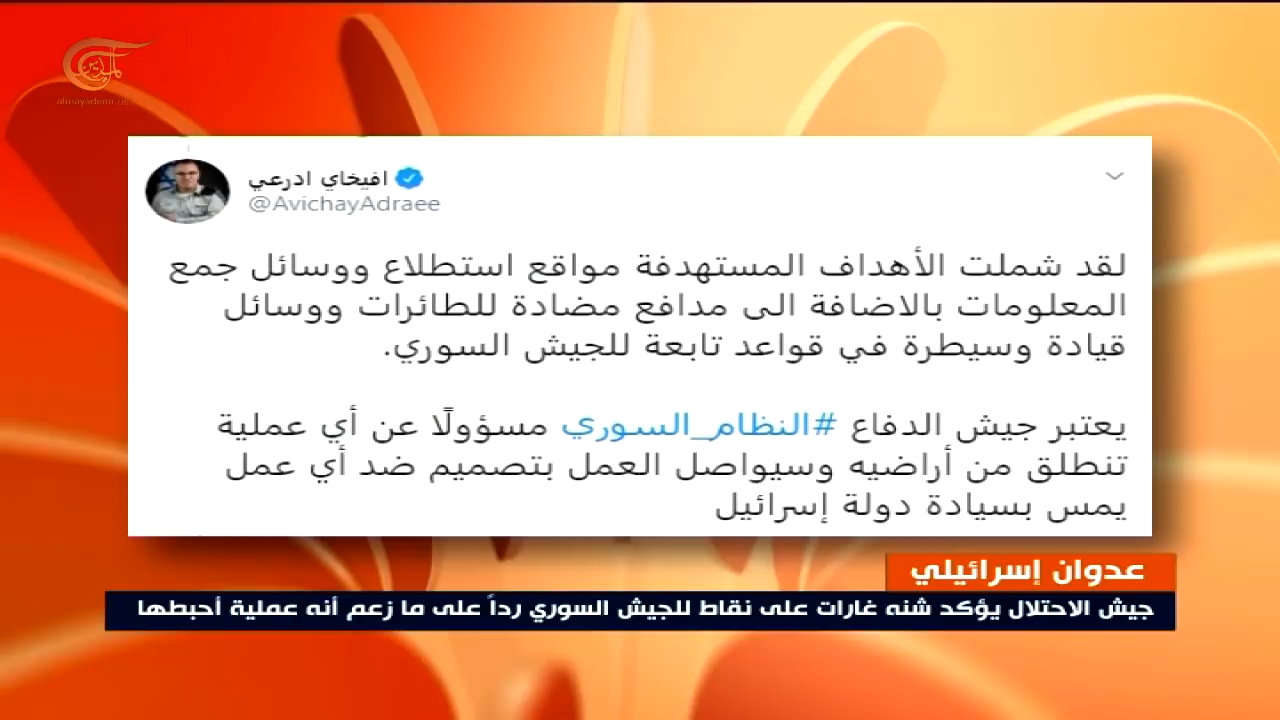 الميادين
almayadeen.net
افيخاي ادرعي
@AvichayAdraee
لقد شملت الأهداف المستهدفة مواقع استطلاع ووسائل جمع
المعلومات بالاضافة الى مدافع مضادة للطائرات ووسائل
قيادة وسيطرة في قواعد تابعة للجيش السوري.
يعتبر جيش الدفاع #النظام_السوري مسؤولًا عن أي عملية
تنطلق من أراضيه وسيواصل العمل بتصميم ضد أي عمل
يمس بسيادة دولة إسرائيل
عدوان إسرائيلي
جيش الاحتلال يؤكد شنه غارات على نقاط للجيش السوري رداً على ما زعم أنه عملية أحبطها